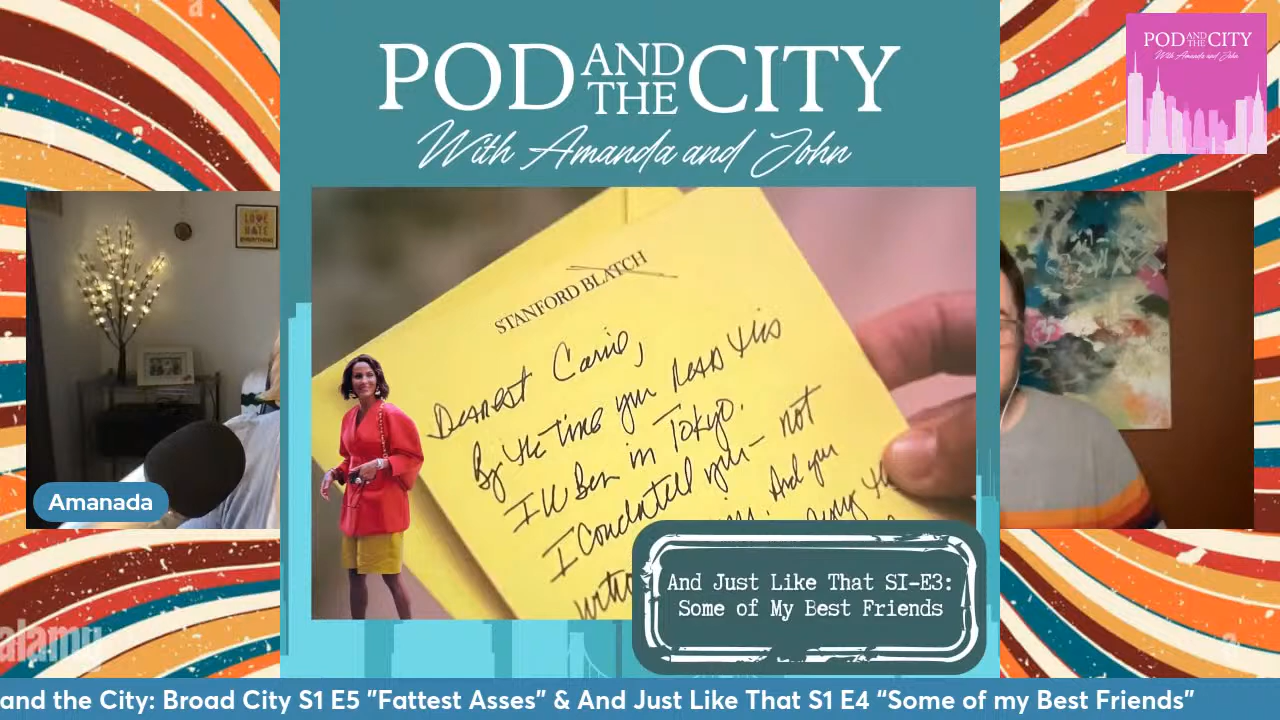 POD AND THE CITY
With Amanda and John
POD AND THE CITY
With Amanda and John
LOVE
HATE
STANFORD BLATCH
Dearest Carrie,
By the time you read this
I'll be in Tokyo.
I couldn't tell you — not
And you
Amanada
And Just Like That S1-E3:
Some of My Best Friends
alamy
a
a
and the City: Broad City S1 E5 "Fattest Asses" & And Just Like That S1 E4 “Some of my Best Friends”